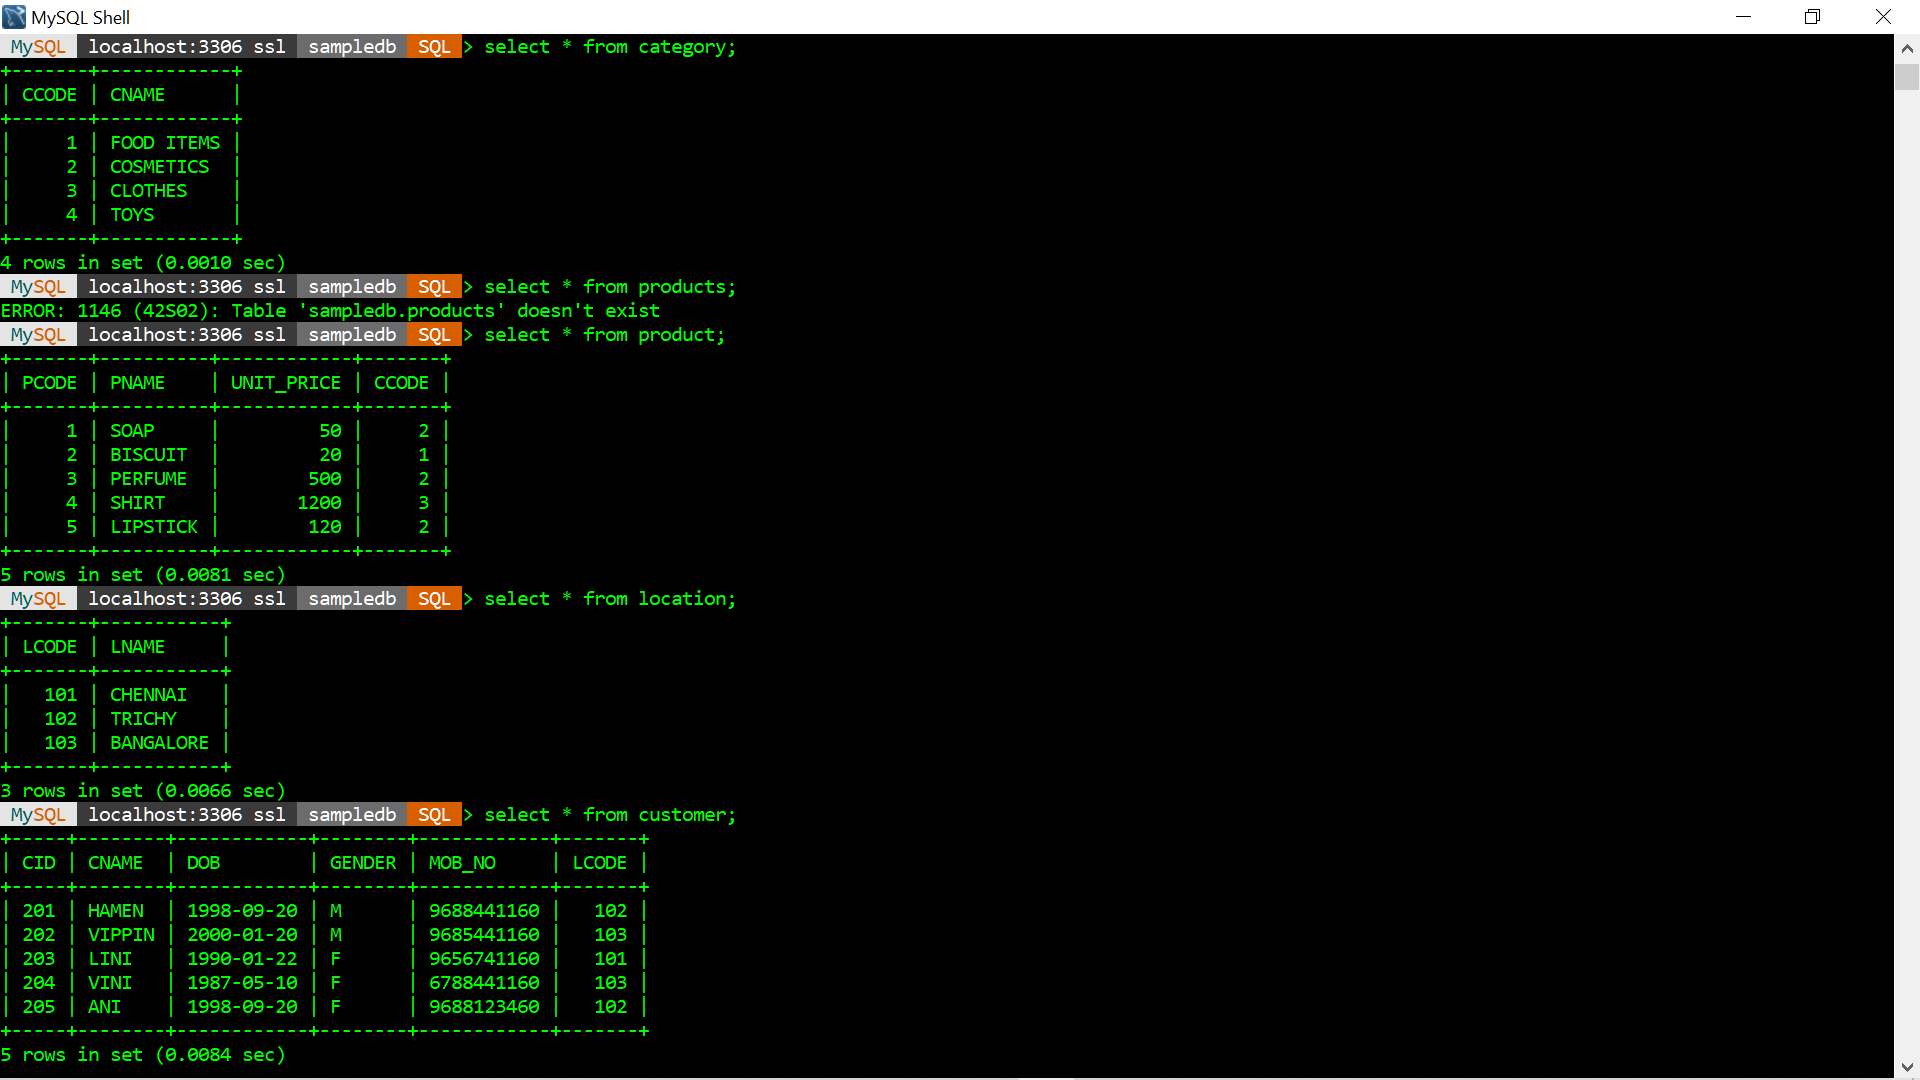 MySQL Shell
MySQL localhost:3306 ssl sampledb SQL > select * from category;
+-------+------------+
| CCODE | CNAME      |
+-------+------------+
|     1 | FOOD ITEMS |
|     2 | COSMETICS  |
|     3 | CLOTHES    |
|     4 | TOYS       |
+-------+------------+
4 rows in set (0.0010 sec)
MySQL localhost:3306 ssl sampledb SQL > select * from products;
ERROR: 1146 (42S02): Table 'sampledb.products' doesn't exist
MySQL localhost:3306 ssl sampledb SQL > select * from product;
+-------+----------+------------+-------+
| PCODE | PNAME    | UNIT_PRICE | CCODE |
+-------+----------+------------+-------+
|     1 | SOAP     |         50 |     2 |
|     2 | BISCUIT  |         20 |     1 |
|     3 | PERFUME  |        500 |     2 |
|     4 | SHIRT    |       1200 |     3 |
|     5 | LIPSTICK |        120 |     2 |
+-------+----------+------------+-------+
5 rows in set (0.0081 sec)
MySQL localhost:3306 ssl sampledb SQL > select * from location;
+-------+-----------+
| LCODE | LNAME     |
+-------+-----------+
|   101 | CHENNAI   |
|   102 | TRICHY    |
|   103 | BANGALORE |
+-------+-----------+
3 rows in set (0.0066 sec)
MySQL localhost:3306 ssl sampledb SQL > select * from customer;
+-----+--------+------------+--------+------------+-------+
| CID | CNAME  | DOB        | GENDER | MOB_NO     | LCODE |
+-----+--------+------------+--------+------------+-------+
| 201 | HAMEN  | 1998-09-20 | M      | 9688441160 |   102 |
| 202 | VIPPIN | 2000-01-20 | M      | 9685441160 |   103 |
| 203 | LINI   | 1990-01-22 | F      | 9656741160 |   101 |
| 204 | VINI   | 1987-05-10 | F      | 6788441160 |   103 |
| 205 | ANI    | 1998-09-20 | F      | 9688123460 |   102 |
+-----+--------+------------+--------+------------+-------+
5 rows in set (0.0084 sec)